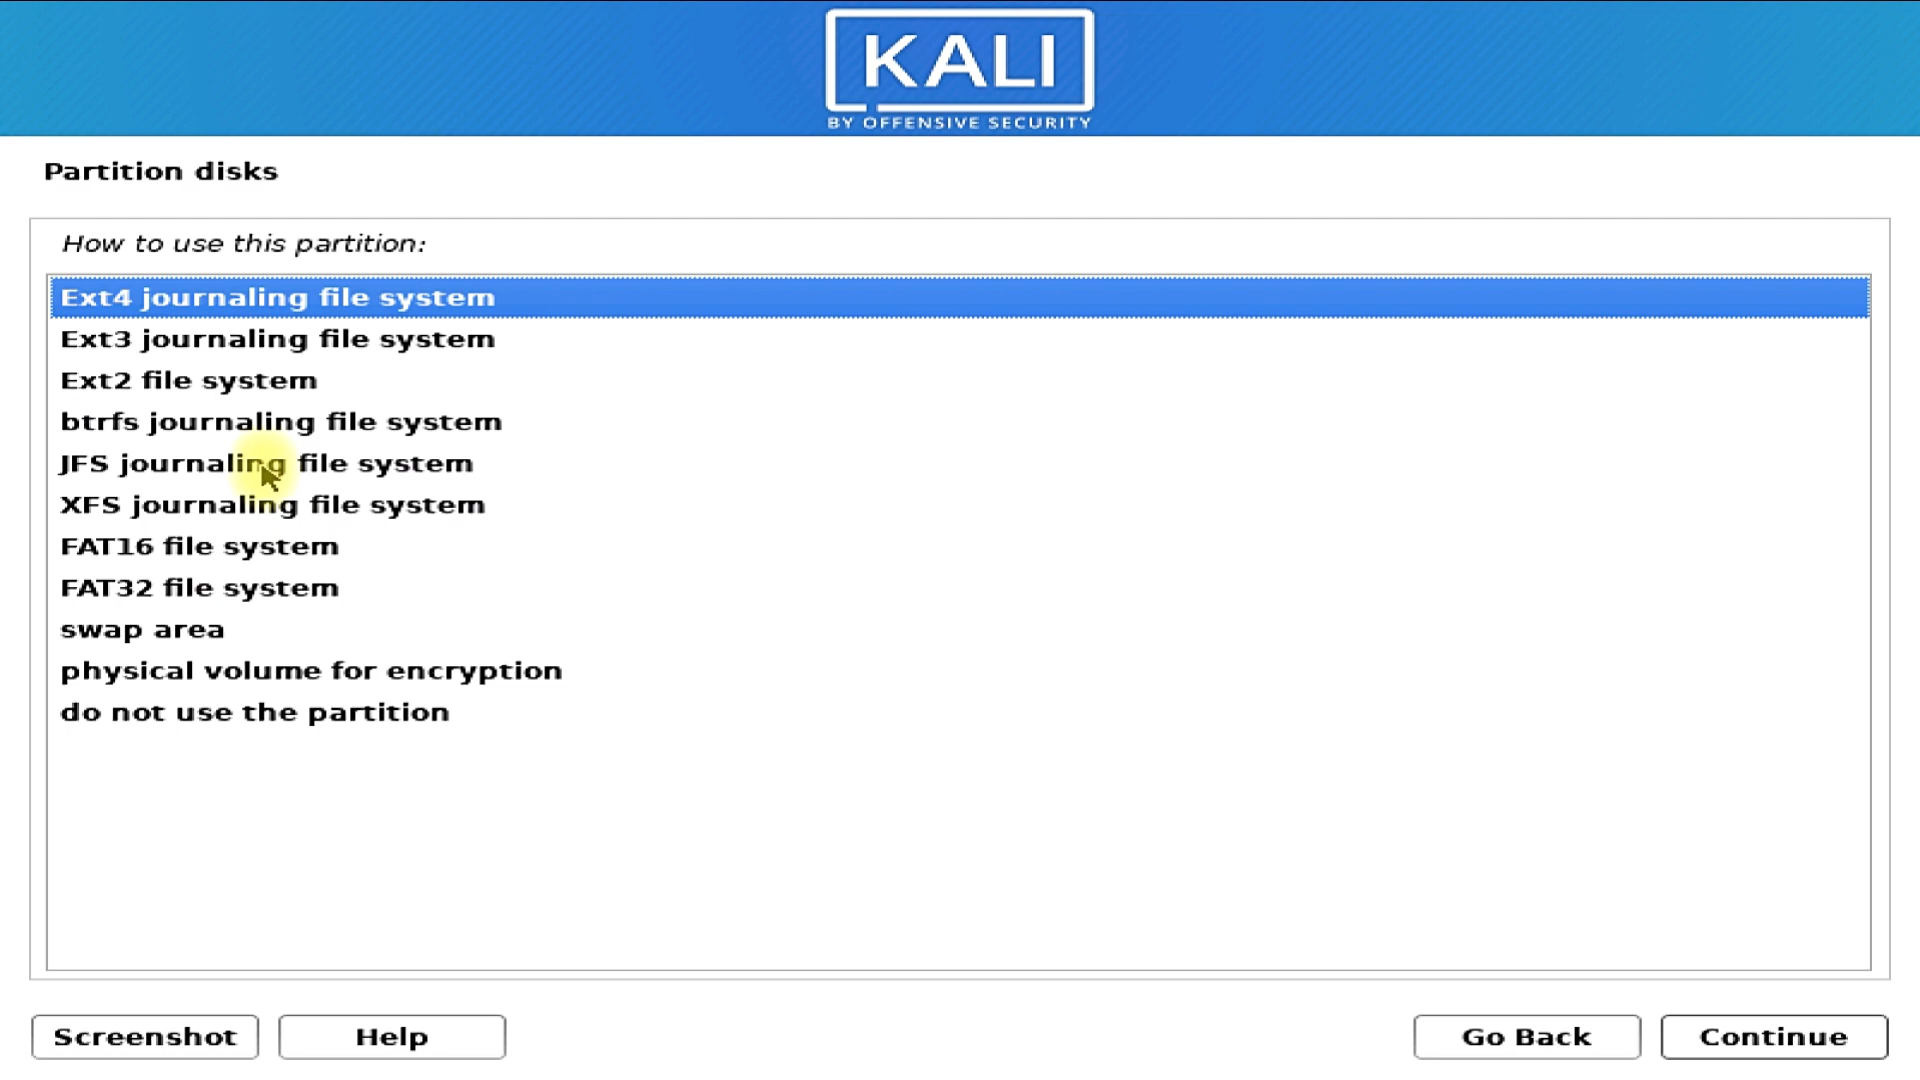 KALI
BY OFFENSIVE SECURITY
Partition disks
How to use this partition:
Ext4 journaling file system
Ext3 journaling file system
Ext2 file system
btrfs journaling file system
JFS journaling file system
XFS journaling file system
FAT16 file system
FAT32 file system
swap area
physical volume for encryption
do not use the partition
Screenshot Help Go Back Continue